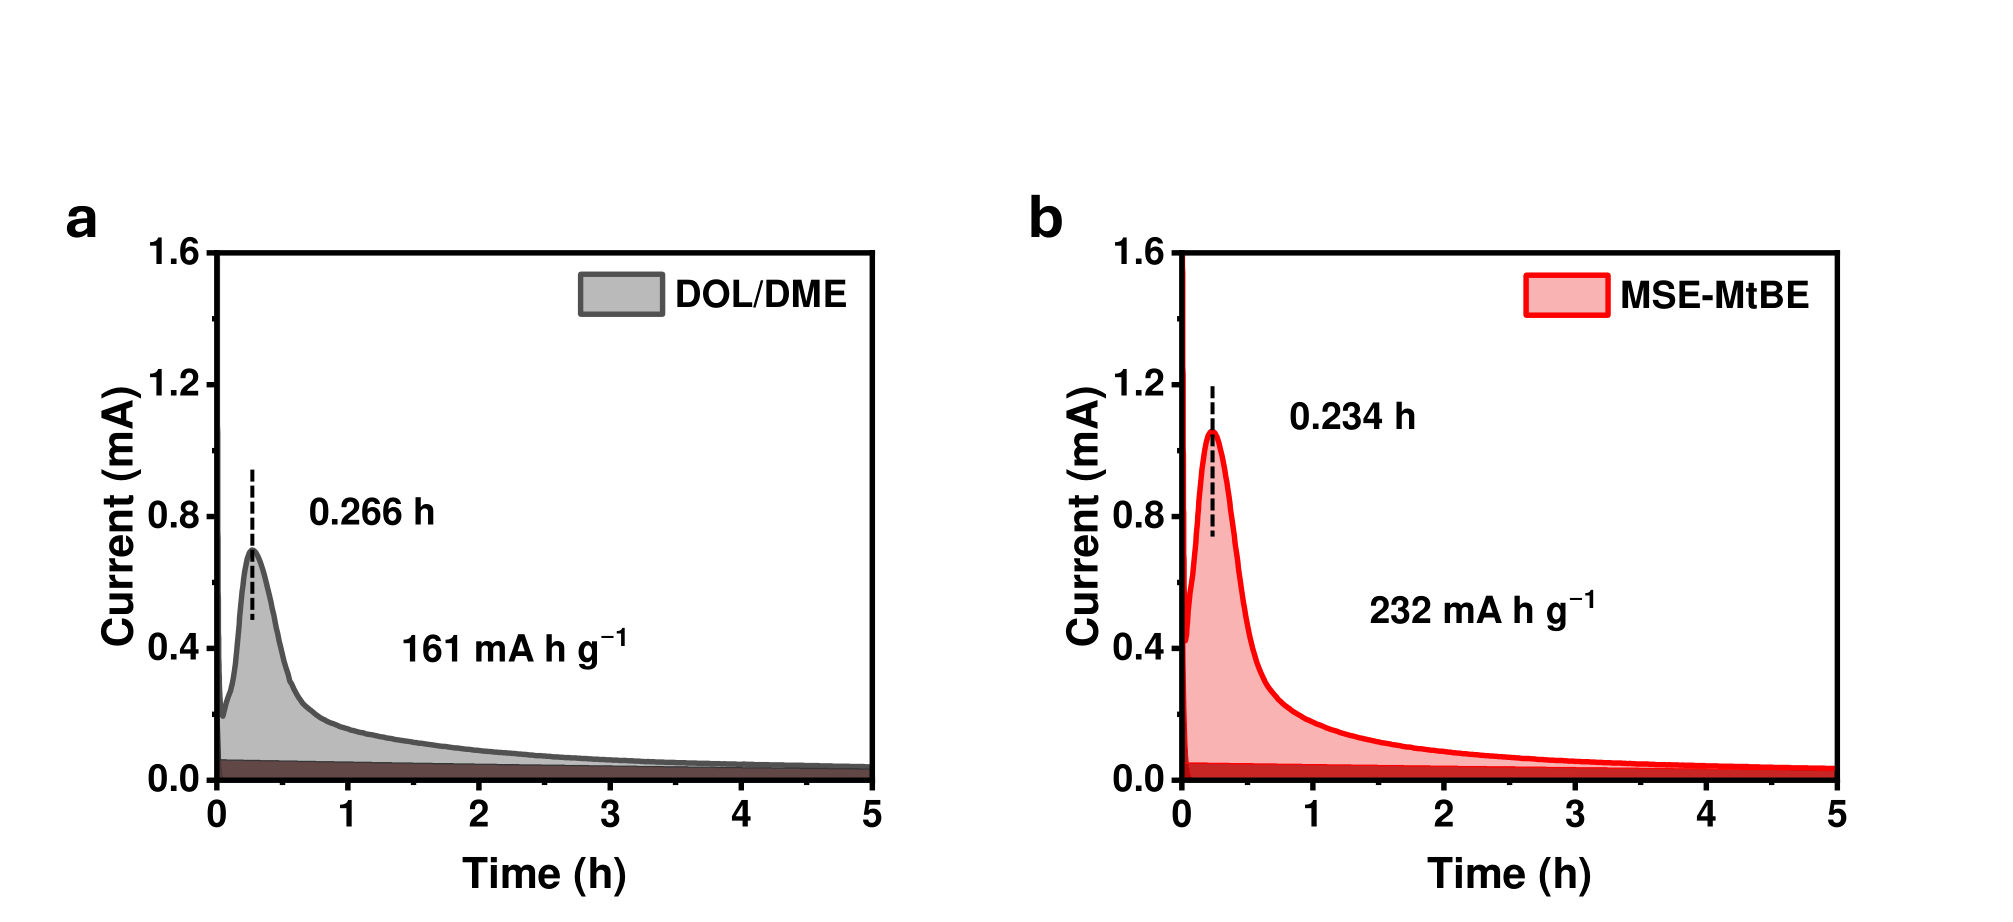 a
1.6
1.2
0.8
0.4
0.0
Current (mA)
DOL/DME
0.266 h
161 mA h g⁻¹
0 1 2 3 4 5
Time (h)
b
1.6
1.2
0.8
0.4
0.0
Current (mA)
MSE-MtBE
0.234 h
232 mA h g⁻¹
0 1 2 3 4 5
Time (h)